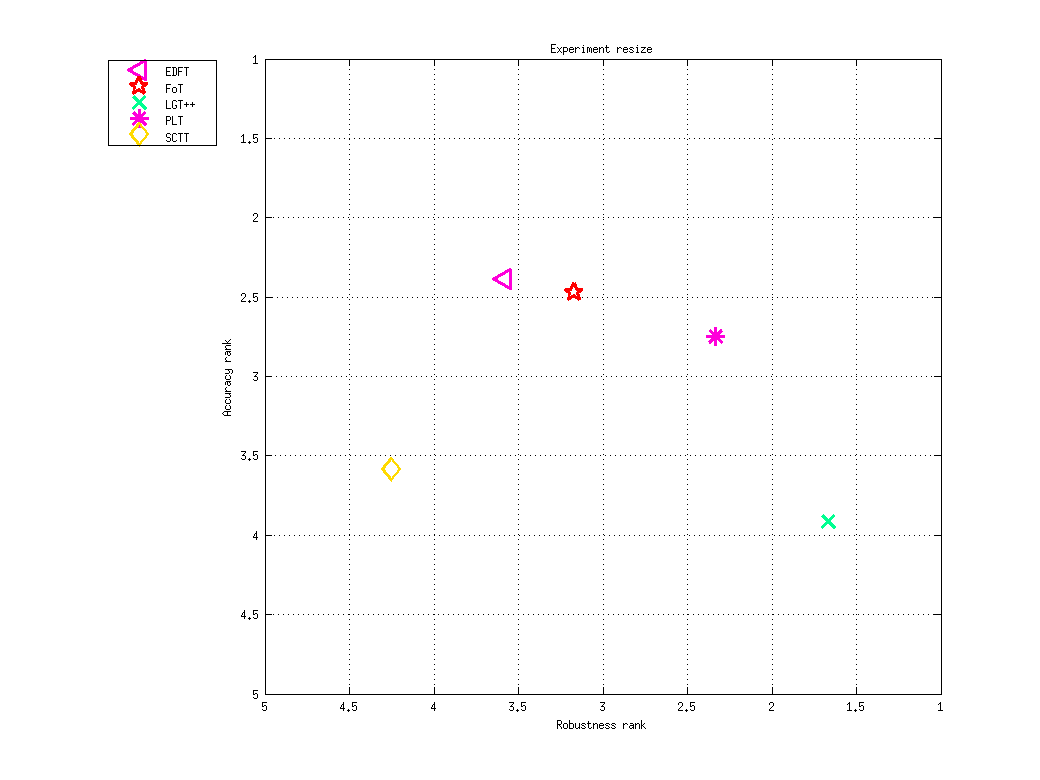 Experiment resize
EDFT
FoT
LGT++
PLT
SCTT
1
1.5
2
2.5
3
3.5
4
4.5
5
Accuracy rank
5 4.5 4 3.5 3 2.5 2 1.5 1
Robustness rank